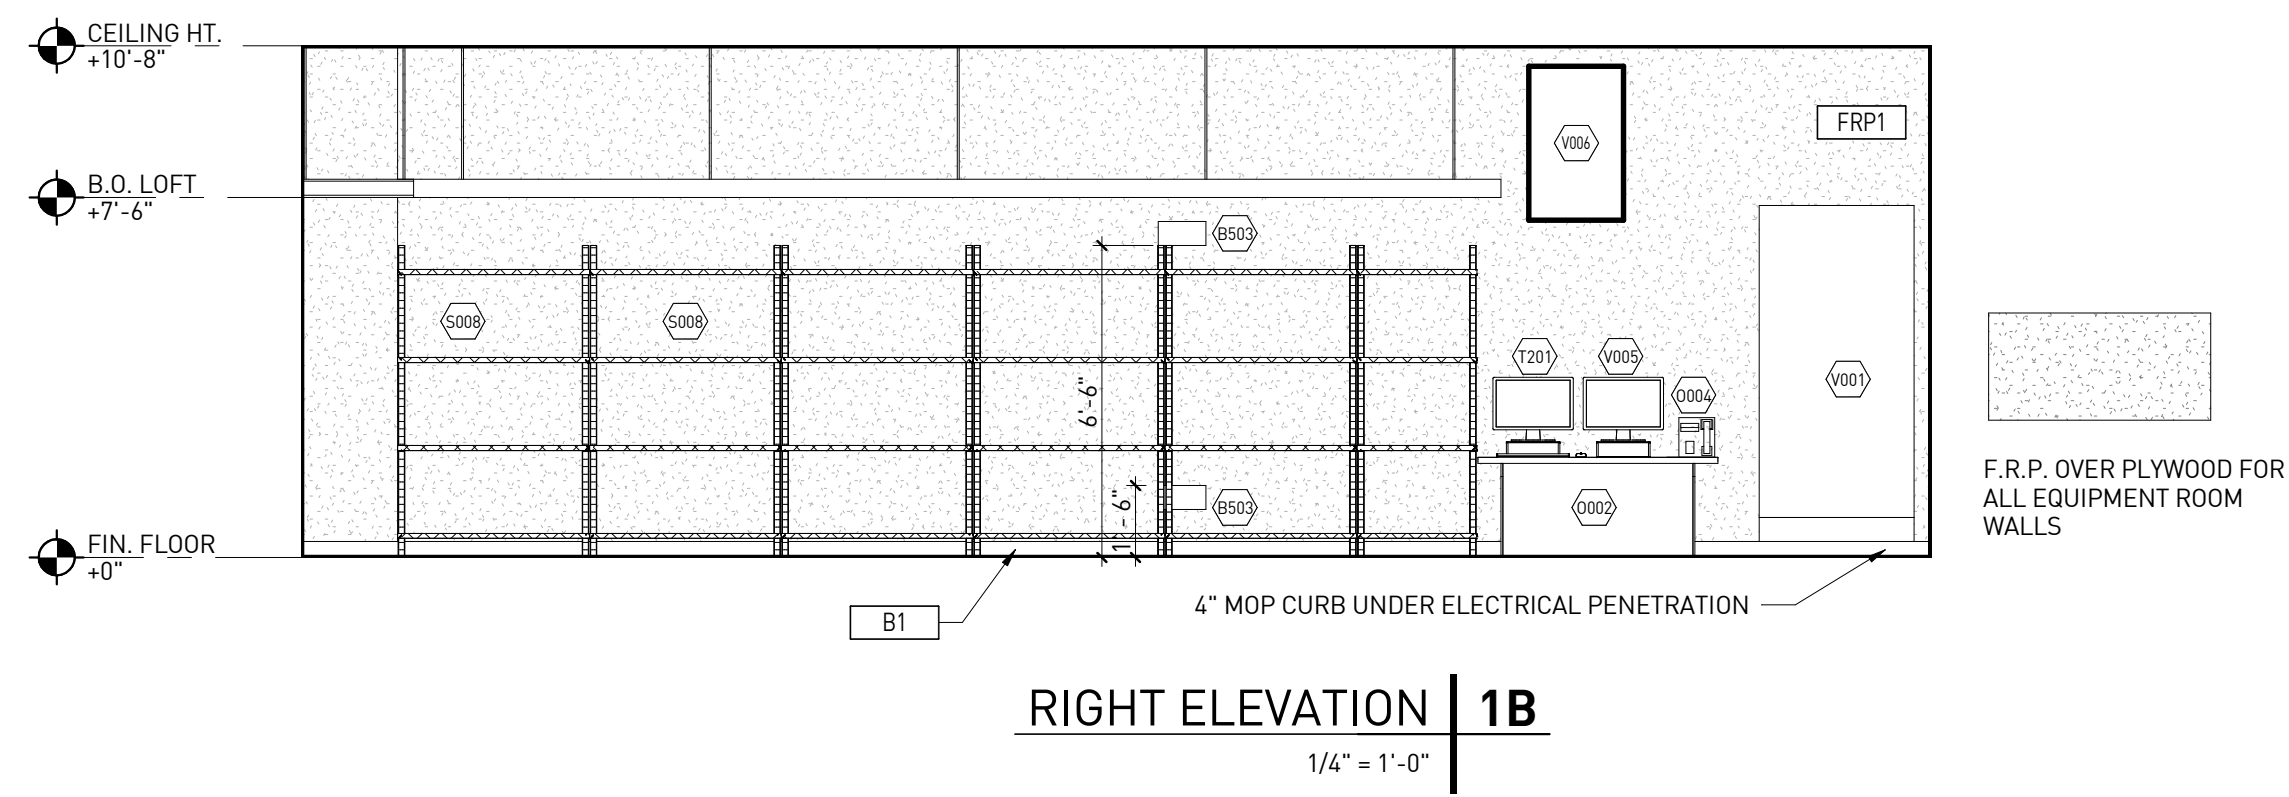 CEILING HT.
+10'-8"
B.O. LOFT
+7'-6"
FIN. FLOOR
+0"
V006
FRP1
B503
S008
S008
6'-6"
T201
V005
O004
V001
1'-6"
B503
O002
F.R.P. OVER PLYWOOD FOR
ALL EQUIPMENT ROOM
WALLS
B1
4" MOP CURB UNDER ELECTRICAL PENETRATION
RIGHT ELEVATION 1B
1/4" = 1'-0"